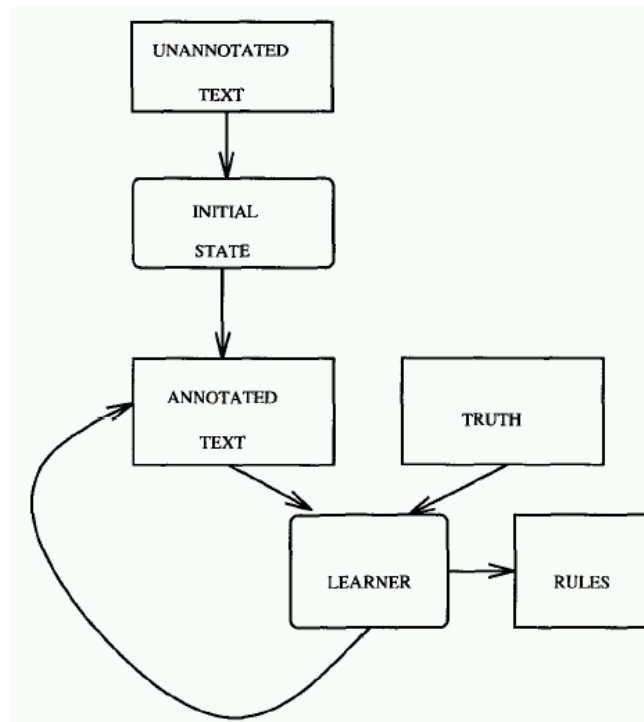 UNANNOTATED
TEXT
INITIAL
STATE
ANNOTATED
TEXT
TRUTH
LEARNER
RULES